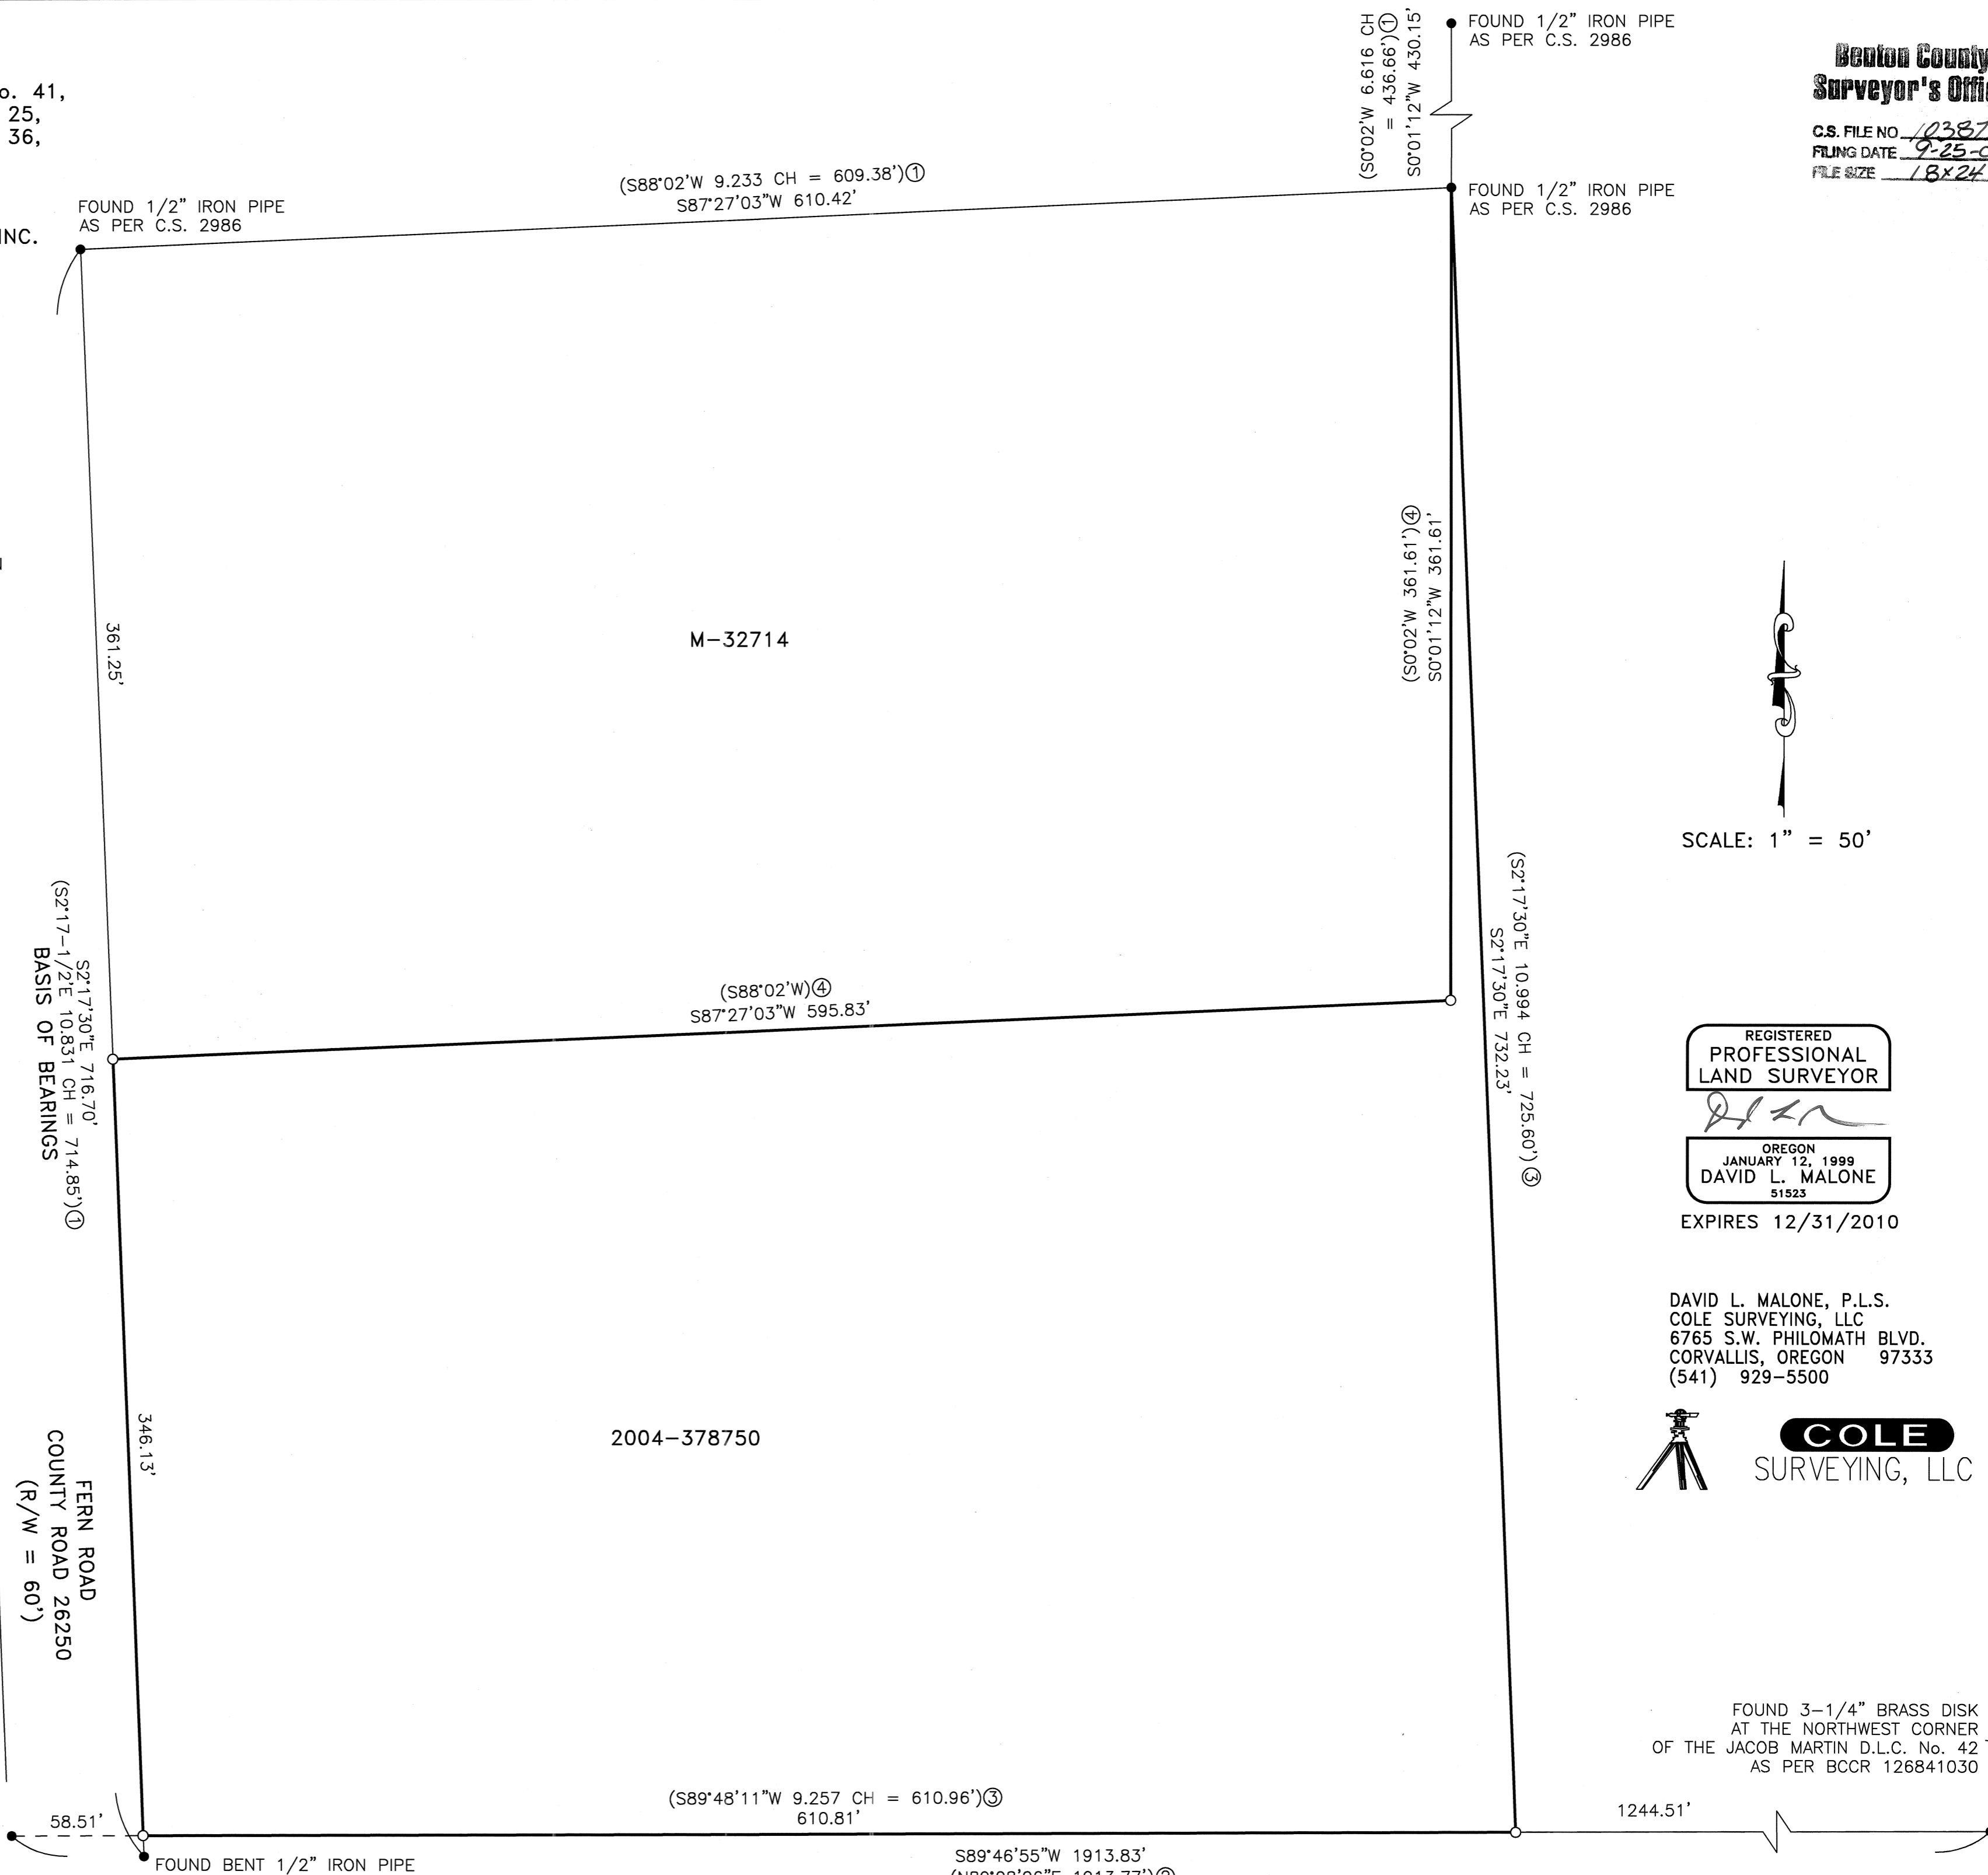 o. 41,
25,
36,
INC.
(S0°02'W 6.616 CH
= 436.66')①
S0°01'12"W 430.15'
FOUND 1/2" IRON PIPE
AS PER C.S. 2986
Benton County
Surveyor's Offi
C.S. FILE NO 10387
FILING DATE 9-25-0
FILE SIZE 18x24
(S88°02'W 9.233 CH = 609.38')①
S87°27'03"W 610.42'
FOUND 1/2" IRON PIPE
AS PER C.S. 2986
FOUND 1/2" IRON PIPE
AS PER C.S. 2986
361.25'
M-32714
(S0°02'W 361.61')④
S0°01'12"W 361.61'
SCALE: 1" = 50'
(S88°02'W)④
S87°27'03"W 595.83'
S2°17'30"E 716.70'
(S2°17-1/2'E 10.831 CH = 714.85')①
BASIS OF BEARINGS
(S2°17'30"E 10.994 CH = 725.60')③
S2°17'30"E 732.23'
REGISTERED
PROFESSIONAL
LAND SURVEYOR
OREGON
JANUARY 12, 1999
DAVID L. MALONE
51523
EXPIRES 12/31/2010
DAVID L. MALONE, P.L.S.
COLE SURVEYING, LLC
6765 S.W. PHILOMATH BLVD.
CORVALLIS, OREGON 97333
(541) 929-5500
COLE
SURVEYING, LLC
346.13'
2004-378750
FERN ROAD
COUNTY ROAD 26250
(R/W = 60')
FOUND 3-1/4" BRASS DISK
AT THE NORTHWEST CORNER
OF THE JACOB MARTIN D.L.C. No. 42
AS PER BCCR 126841030
58.51'
(S89°48'11"W 9.257 CH = 610.96')③
610.81'
1244.51'
FOUND BENT 1/2" IRON PIPE
S89°46'55"W 1913.83'